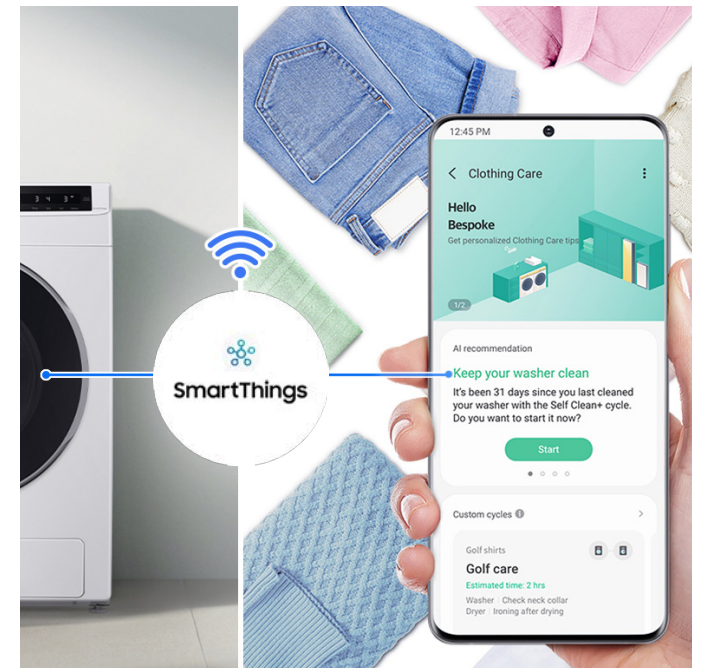 12:45 PM
Clothing Care
Hello
Bespoke
Get personalized Clothing Care tips
1/2
SmartThings
AI recommendation
Keep your washer clean
It's been 31 days since you last cleaned
your washer with the Self Clean+ cycle.
Do you want to start it now?
Start
Custom cycles
Golf shirts
Golf care
Estimated time: 2 hrs
Washer Check neck collar
Dryer Ironing after drying